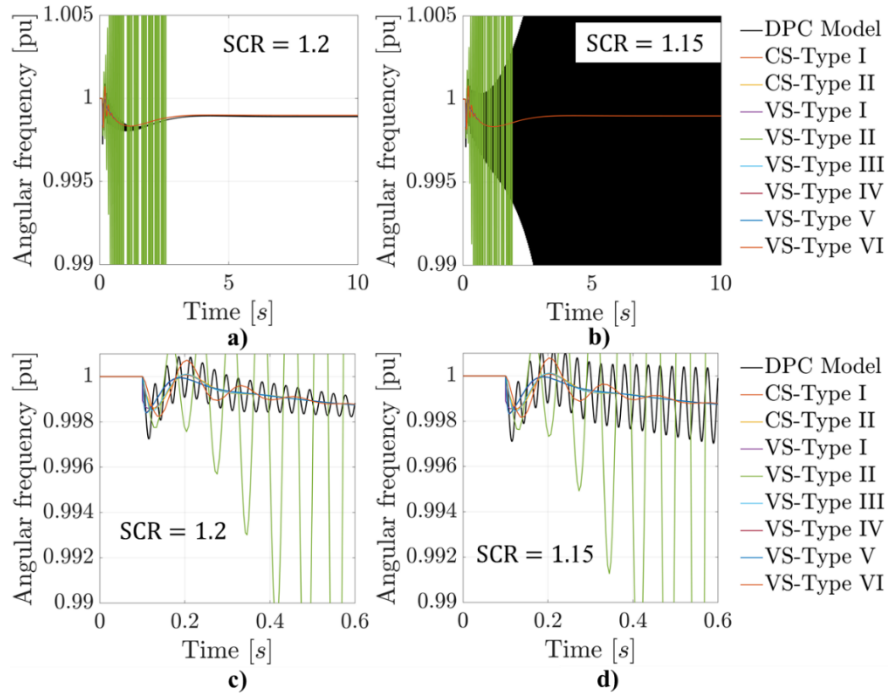 1.005
SCR = 1.2
1
0.995
0.99
Angular frequency [pu]
0
5
10
Time [s]
a)
1.005
SCR = 1.15
1
0.995
0.99
Angular frequency [pu]
0
5
10
Time [s]
b)
DPC Model
CS-Type I
CS-Type II
VS-Type I
VS-Type II
VS-Type III
VS-Type IV
VS-Type V
VS-Type VI
1
0.998
0.996
0.994
0.992
0.99
Angular frequency [pu]
SCR = 1.2
0
0.2
0.4
0.6
Time [s]
c)
1
0.998
0.996
0.994
0.992
0.99
Angular frequency [pu]
SCR = 1.15
0
0.2
0.4
0.6
Time [s]
d)
DPC Model
CS-Type I
CS-Type II
VS-Type I
VS-Type II
VS-Type III
VS-Type IV
VS-Type V
VS-Type VI